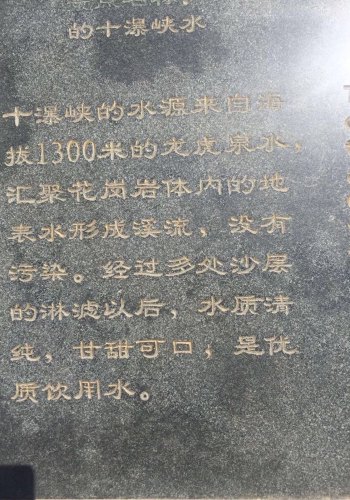 的十瀑峡水
十瀑峡的水源来自海
拔1300米的龙虎泉水，
汇聚花岗岩体内的地
表水形成溪流，没有
污染。经过多处沙层
的淋滤以后，水质清
纯，甘甜可口，是优
质饮用水。